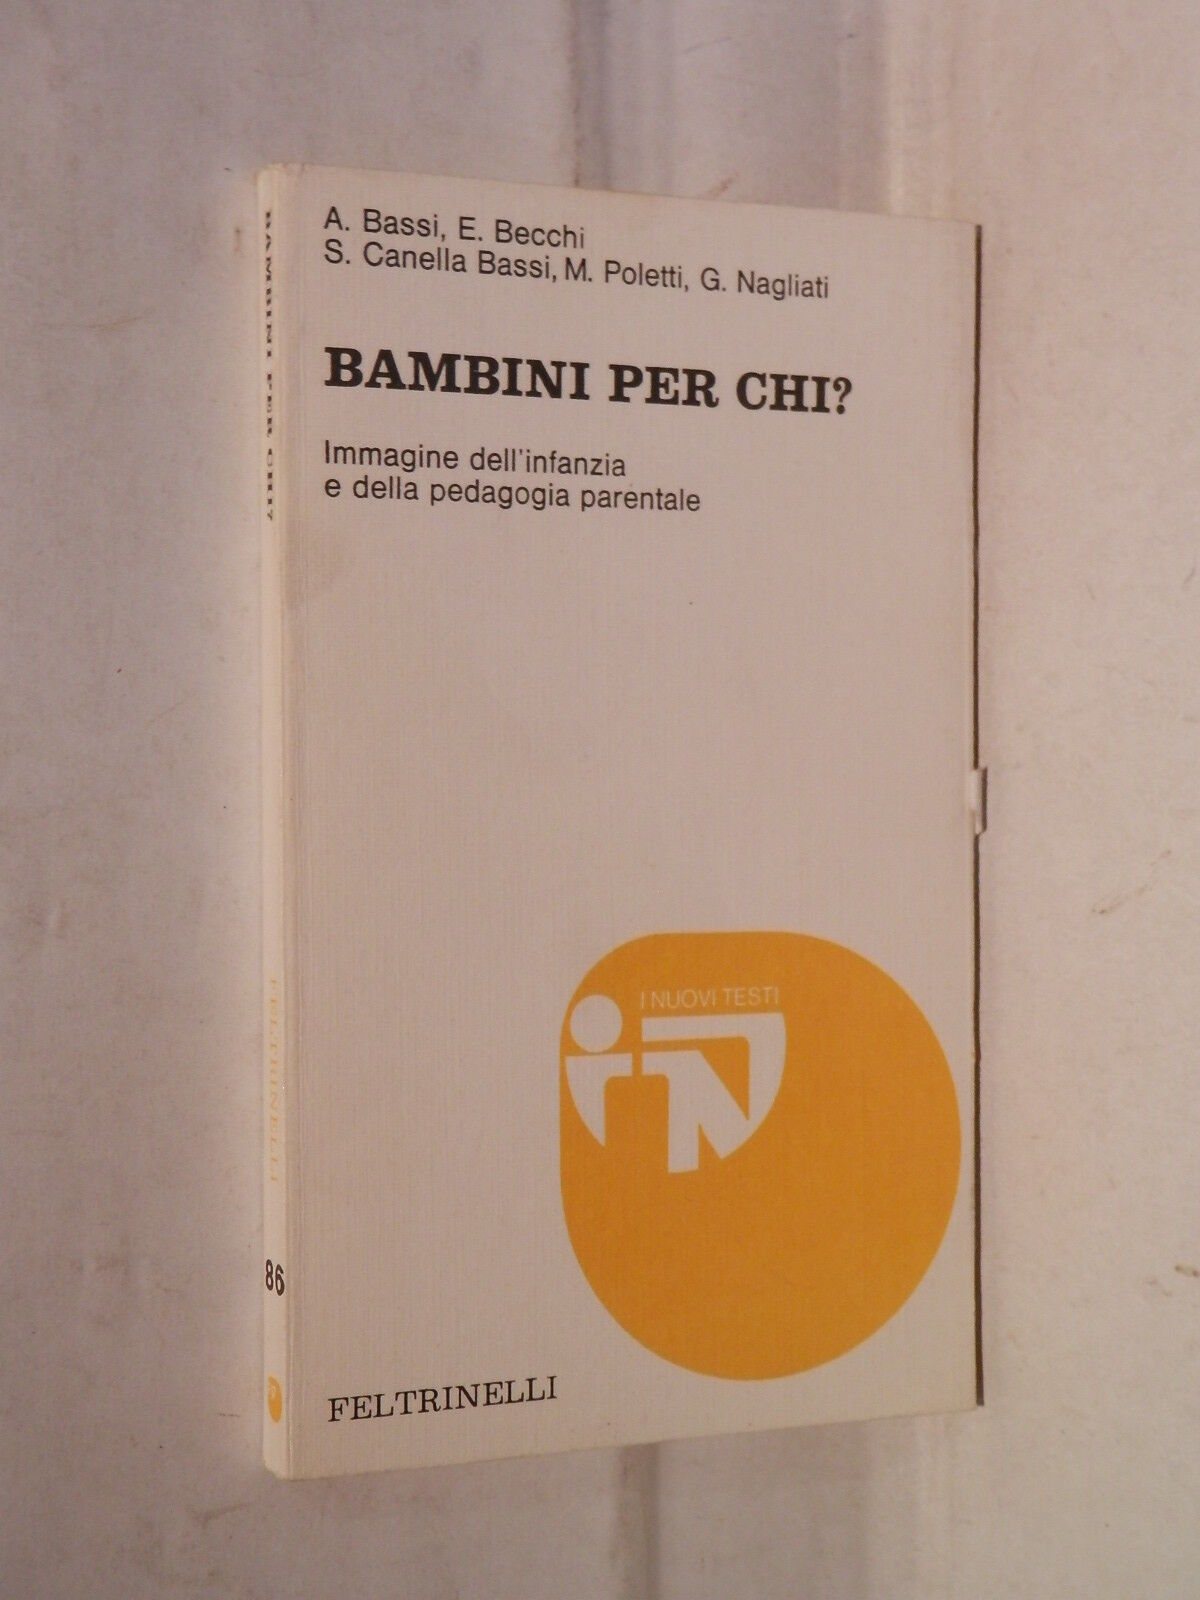 A. Bassi, E. Becchi
S. Canella Bassi, M. Poletti, G. Nagliati
BAMBINI PER CHI?
Immagine dell'infanzia
e della pedagogia parentale
I NUOVI TESTI
FELTRINELLI
BAMBINI PER CHI?
FELTRINELLI
86